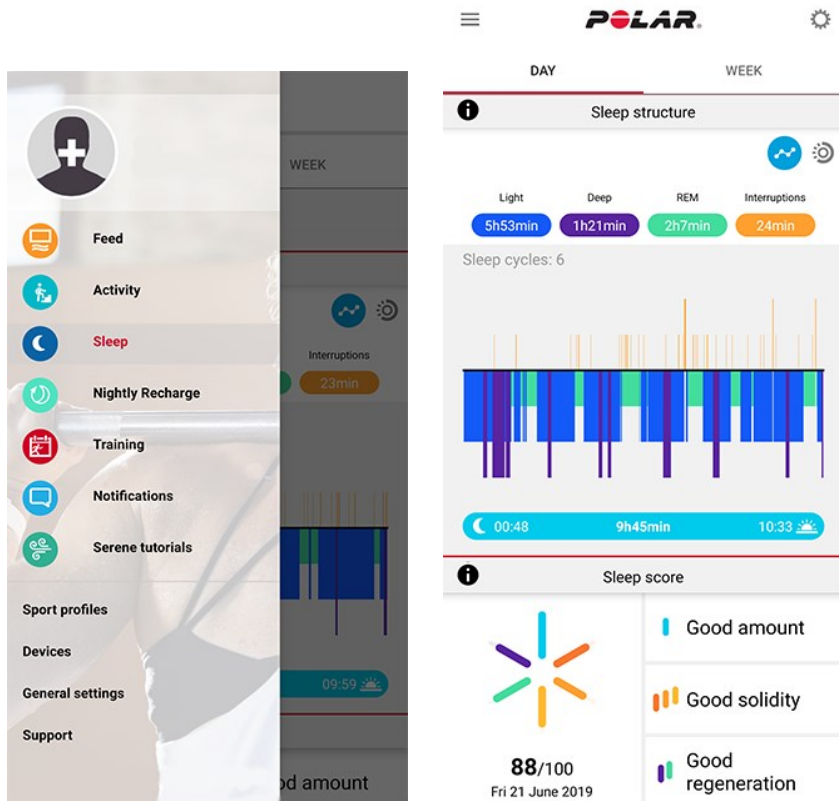 WEEK
Feed
Activity
Sleep
Interruptions
23min
Nightly Recharge
Training
Notifications
Serene tutorials
Sport profiles
Devices
09:59
General settings
Support
od amount
POLAR
DAY WEEK
Sleep structure
Light Deep REM Interruptions
5h53min 1h21min 2h7min 24min
Sleep cycles: 6
00:48 9h45min 10:33
Sleep score
Good amount
Good solidity
88/100
Fri 21 June 2019
Good
regeneration